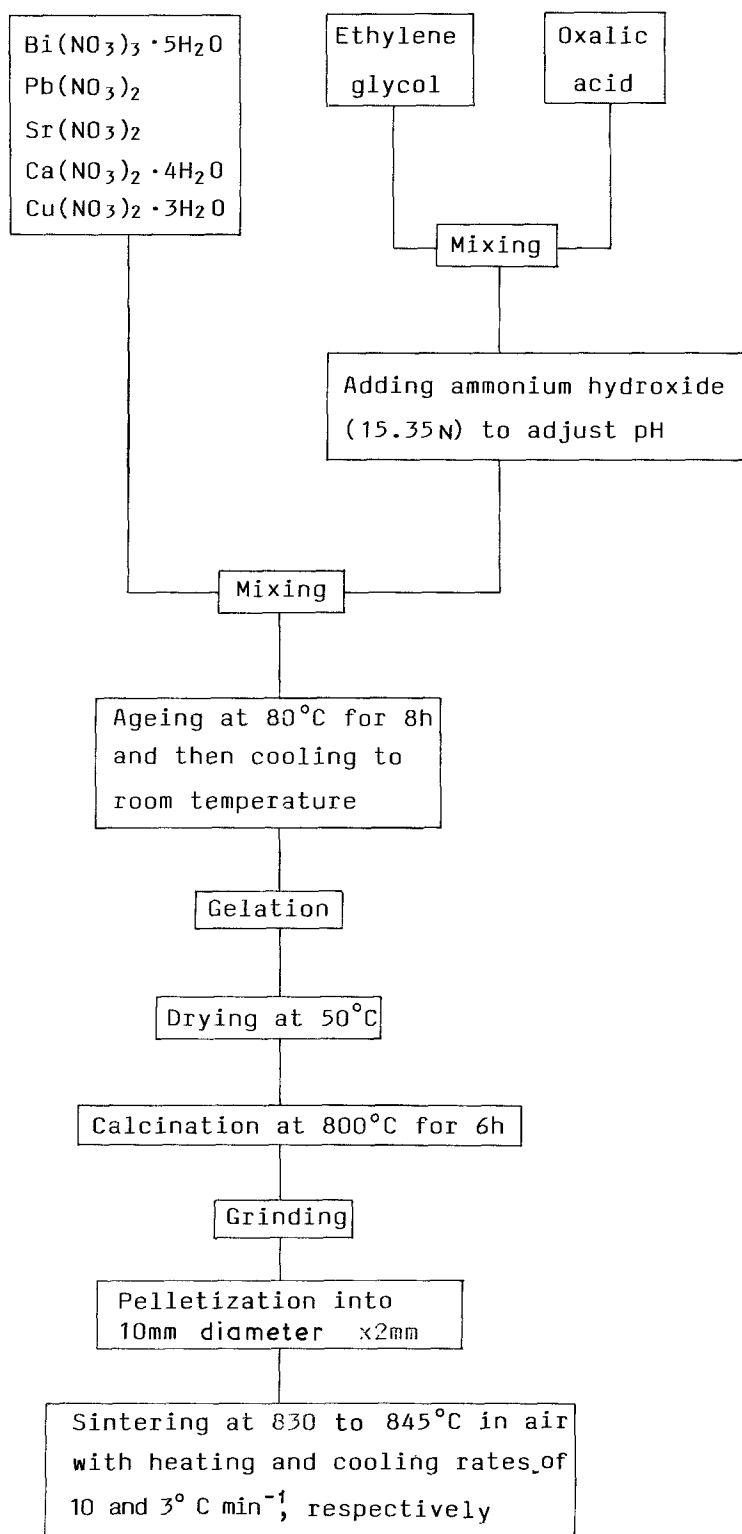 Bi(NO3)3·5H2O
Pb(NO3)2
Sr(NO3)2
Ca(NO3)2·4H2O
Cu(NO3)2·3H2O
Ethylene
glycol
Oxalic
acid
Mixing
Adding ammonium hydroxide
(15.35N) to adjust pH
Mixing
Ageing at 80°C for 8h
and then cooling to
room temperature
Gelation
Drying at 50°C
Calcination at 800°C for 6h
Grinding
Pelletization into
10mm diameter x2mm
Sintering at 830 to 845°C in air
with heating and cooling rates of
10 and 3°C min⁻¹, respectively